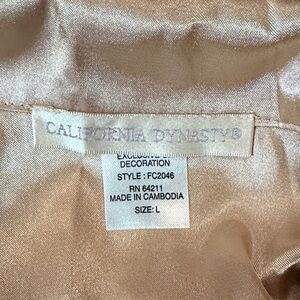 CALIFORNIA DYNASTY®
EXCLUSIVE
DECORATION
STYLE : FC2046
RN 64211
MADE IN CAMBODIA
SIZE: L